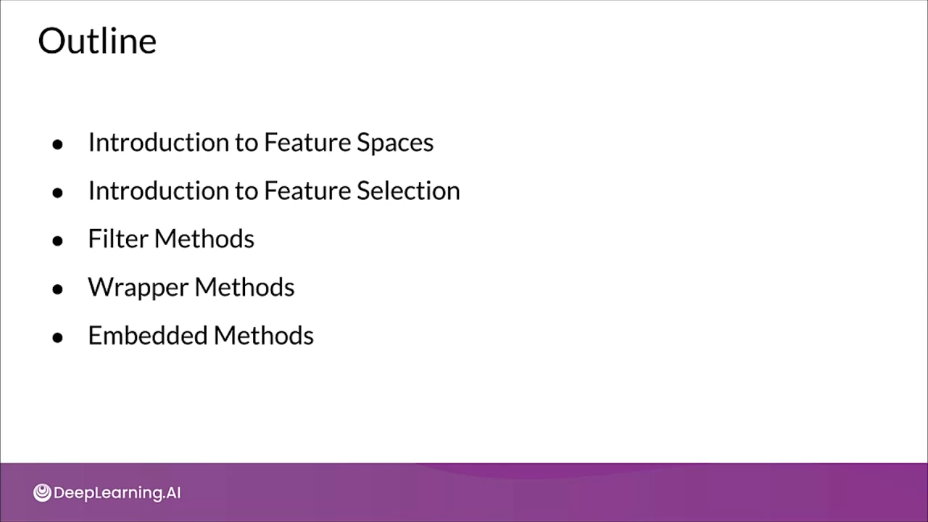 Outline
● Introduction to Feature Spaces
● Introduction to Feature Selection
● Filter Methods
● Wrapper Methods
● Embedded Methods
DeepLearning.AI